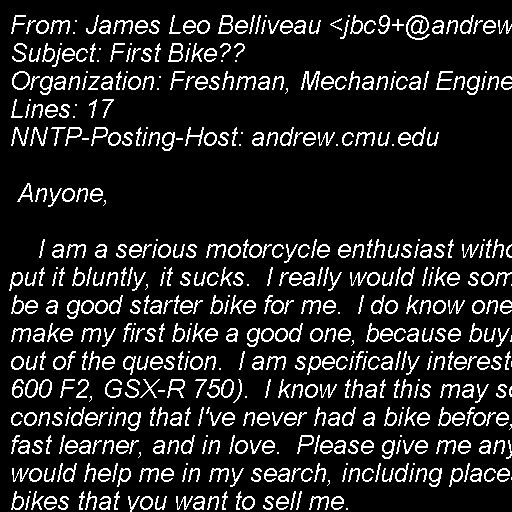 From: James Leo Belliveau <jbc9+@andrew
Subject: First Bike??
Organization: Freshman, Mechanical Engine
Lines: 17
NNTP-Posting-Host: andrew.cmu.edu
Anyone,
I am a serious motorcycle enthusiast witho
put it bluntly, it sucks. I really would like som
be a good starter bike for me. I do know one
make my first bike a good one, because buy
out of the question. I am specifically interest
600 F2, GSX-R 750). I know that this may so
considering that I've never had a bike before,
fast learner, and in love. Please give me any
would help me in my search, including place
bikes that you want to sell me.